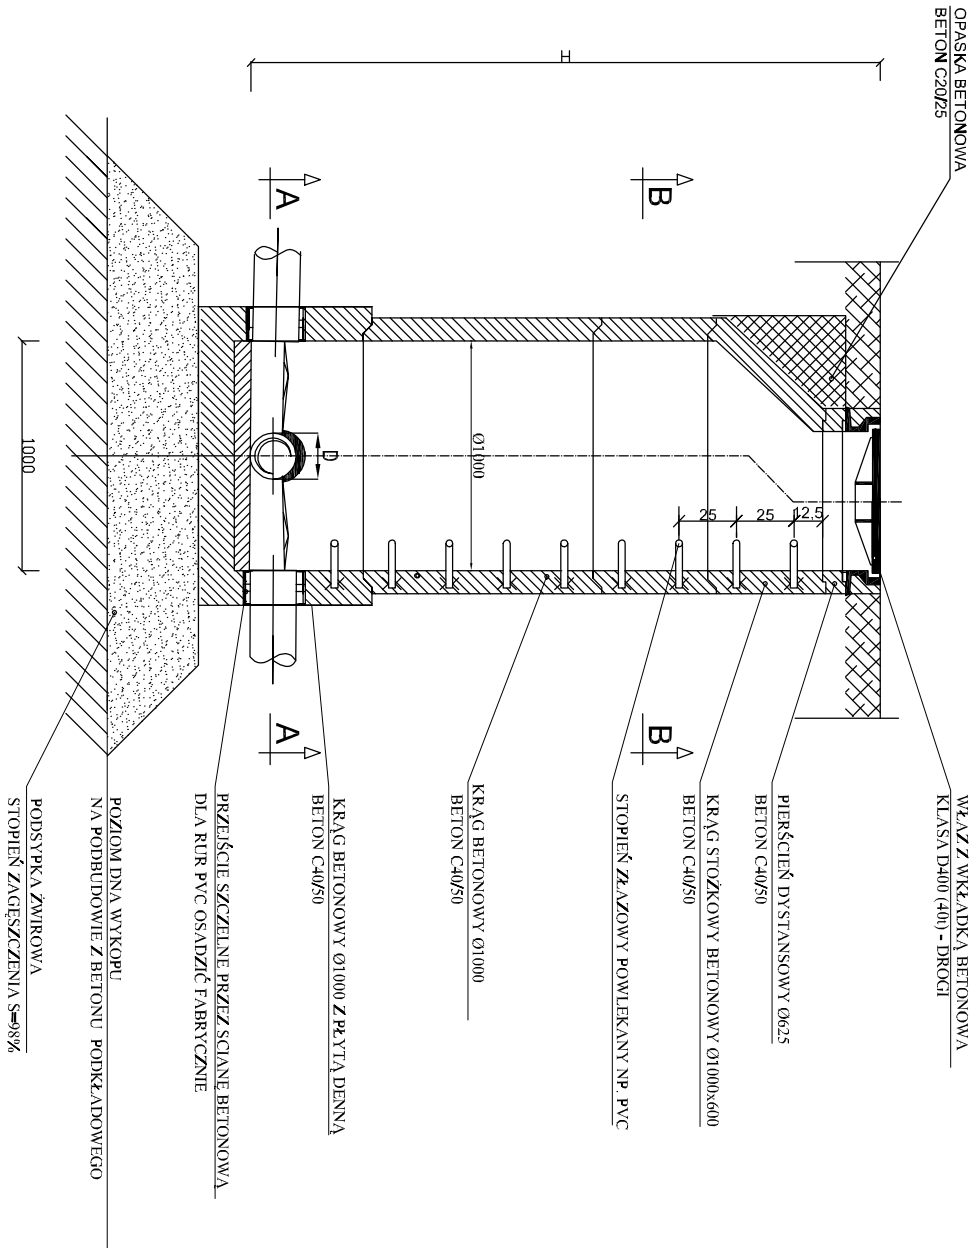 OPASKA BETONOWA
BETON C20/25
H
B
A
B
A
WŁAZ Z WKŁADKĄ BETONOWĄ
KLASA D400 (40t) - DROGI
PIERŚCIEŃ DYSTANSOWY Ø625
BETON C40/50
KRĄG STOŻKOWY BETONOWY Ø1000x600
BETON C40/50
STOPIEŃ ZŁAZOWY POWLEKANY NP. PVC
KRĄG BETONOWY Ø1000
BETON C40/50
KRĄG BETONOWY Ø1000 Z PŁYTĄ DENNĄ
BETON C40/50
PRZEJŚCIE SZCZELNE PRZEZ SCIANĘ BETONOWĄ
DLA RUR PVC OSADZIĆ FABRYCZNIE
POZIOM DNA WYKOPU
NA PODBUDOWIE Z BETONU PODKŁADOWEGO
PODSYPKA ŻWIROWA
STOPIEŃ ZAGĘSZCZENIA S=98%
12,5
25
25
Ø1000
D
1000